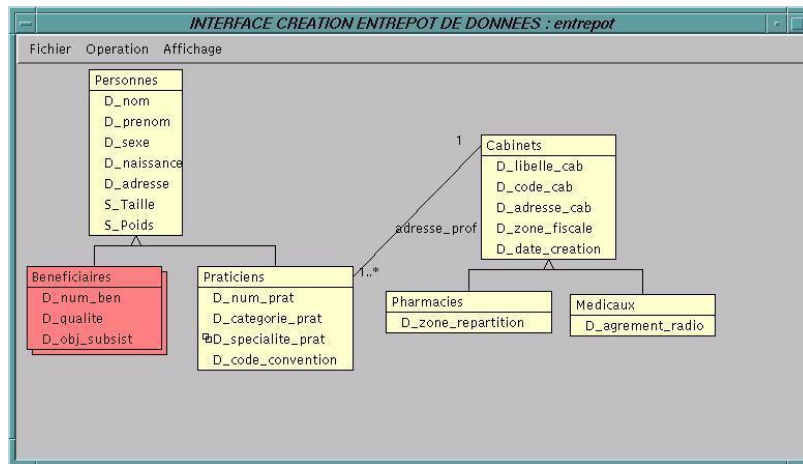 INTERFACE CREATION ENTREPOT DE DONNEES : entrepot
Fichier Operation Affichage
Personnes
D_nom
D_prenom
D_sexe
D_naissance
D_adresse
S_Taille
S_Poids
1
Cabinets
D_libelle_cab
D_code_cab
D_adresse_cab
D_zone_fiscale
D_date_creation
adresse_prof
1..*
Beneficiaires
D_num_ben
D_qualite
D_obj_subsist
Praticiens
D_num_prat
D_categorie_prat
D_specialite_prat
D_code_convention
Pharmacies
D_zone_repartition
Medicaux
D_agrement_radio